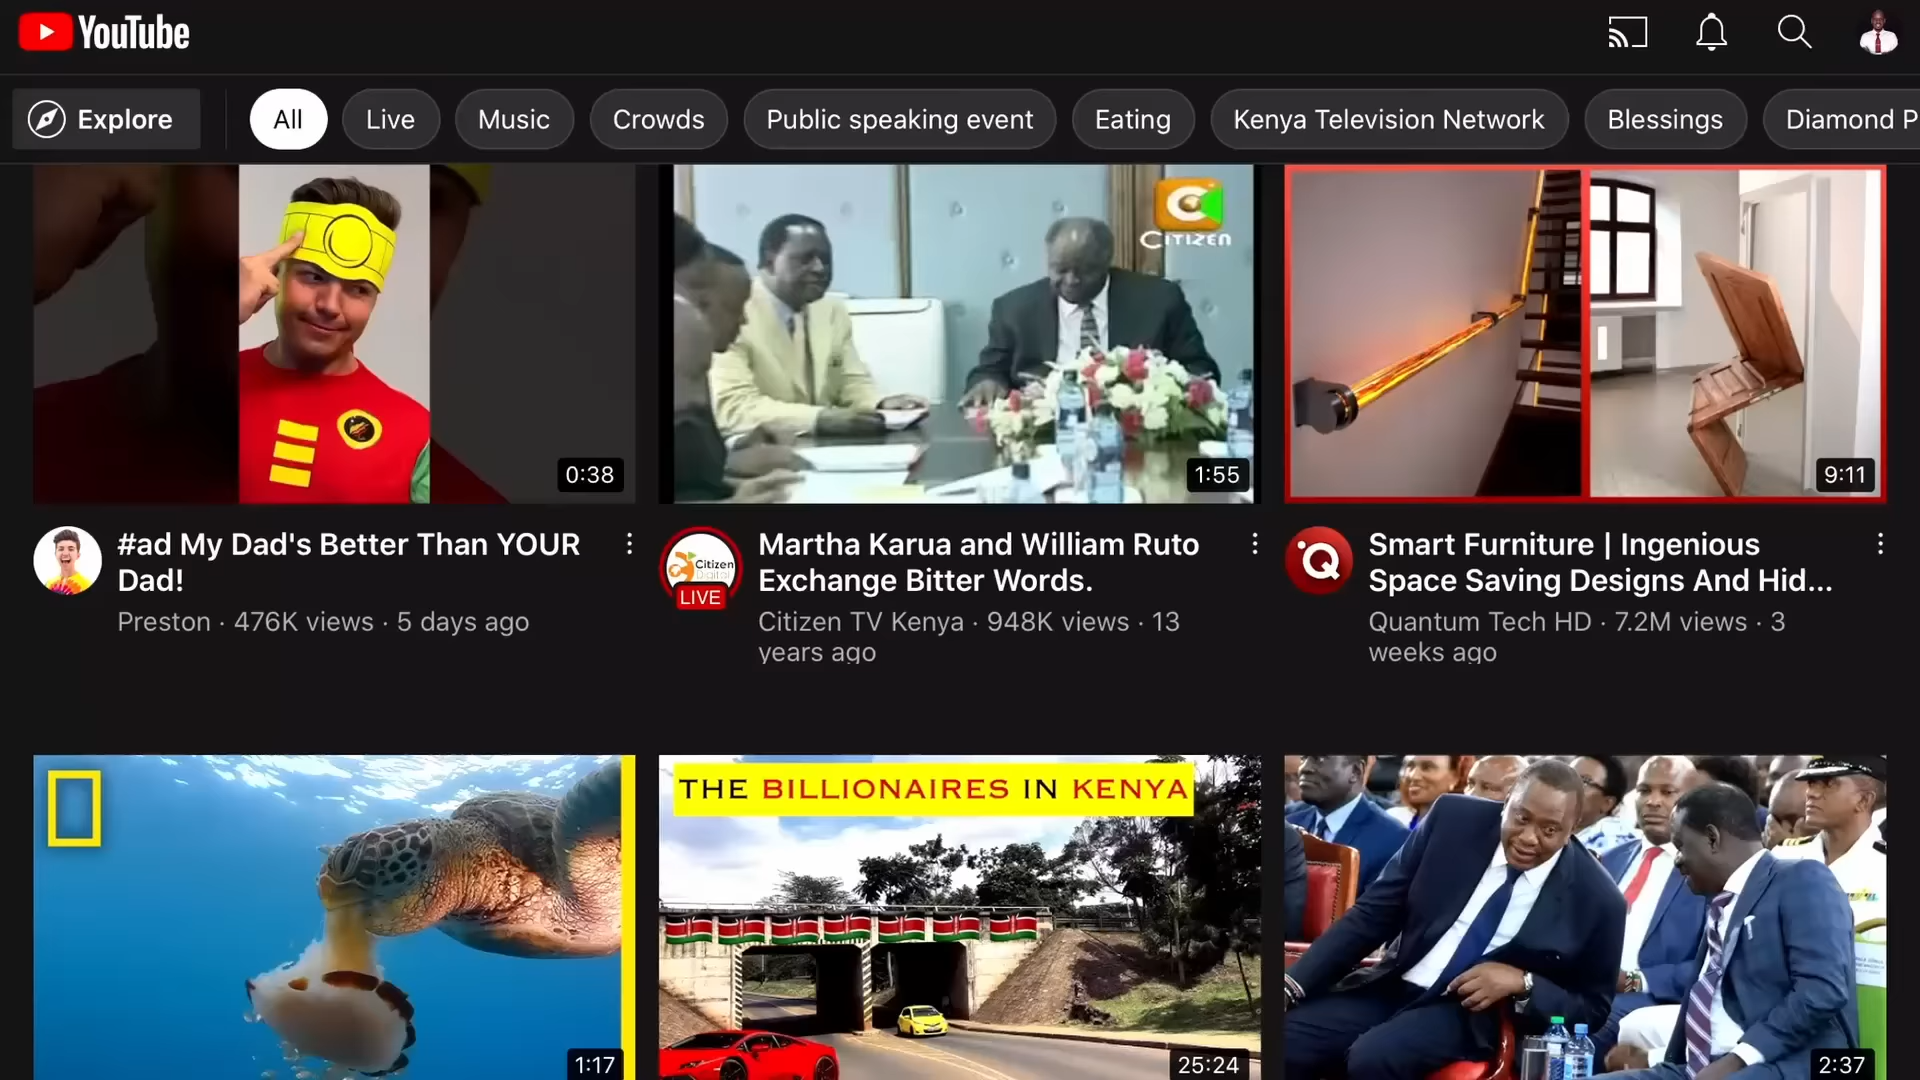 YouTube
Explore
All
Live
Music
Crowds
Public speaking event
Eating
Kenya Television Network
Blessings
Diamond P
CITIZEN
0:38
1:55
9:11
#ad My Dad's Better Than YOUR
Dad!
Preston · 476K views · 5 days ago
Citizen
Digital
LIVE
Martha Karua and William Ruto
Exchange Bitter Words.
Citizen TV Kenya · 948K views · 13
years ago
Q
Smart Furniture | Ingenious
Space Saving Designs And Hid...
Quantum Tech HD · 7.2M views · 3
weeks ago
THE BILLIONAIRES IN KENYA
1:17
25:24
2:37